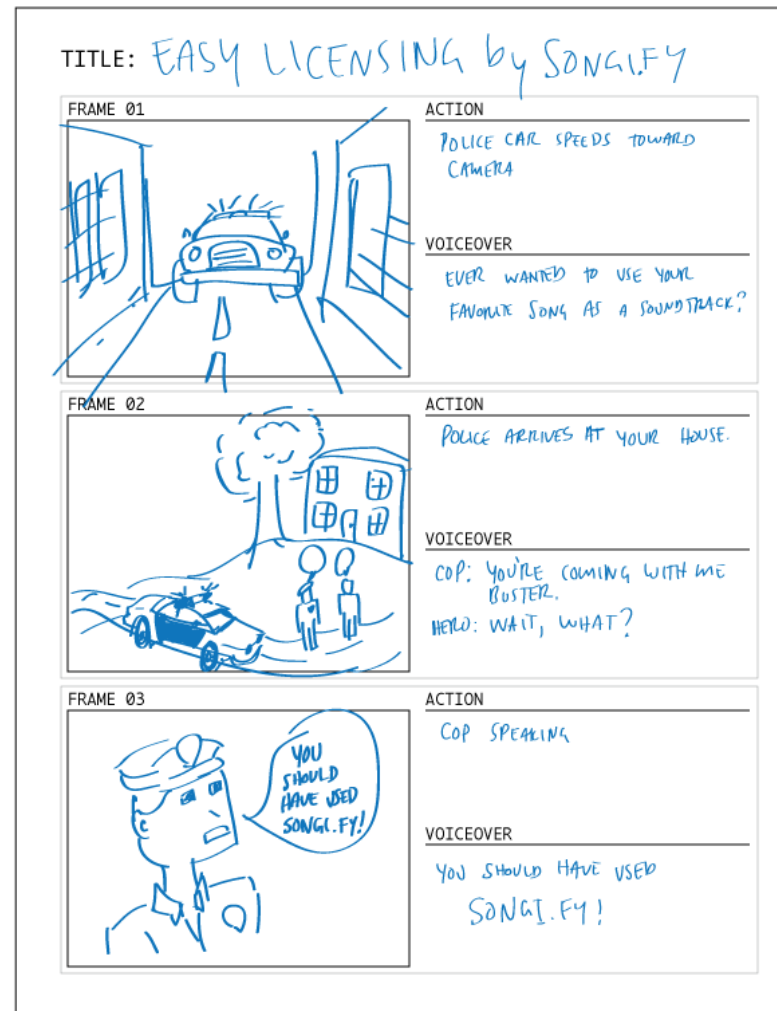 TITLE: EASY LICENSING by SONGI.FY
FRAME 01
ACTION
POLICE CAR SPEEDS TOWARD
CAMERA
VOICEOVER
EVER WANTED TO USE YOUR
FAVORITE SONG AS A SOUNDTRACK?
FRAME 02
ACTION
POLICE ARRIVES AT YOUR HOUSE.
VOICEOVER
COP: YOU'RE COMING WITH ME
BUSTER.
HERO: WAIT, WHAT?
FRAME 03
YOU
SHOULD
HAVE USED
SONGI.FY!
ACTION
COP SPEAKING
VOICEOVER
YOU SHOULD HAVE USED
SONGI.FY!